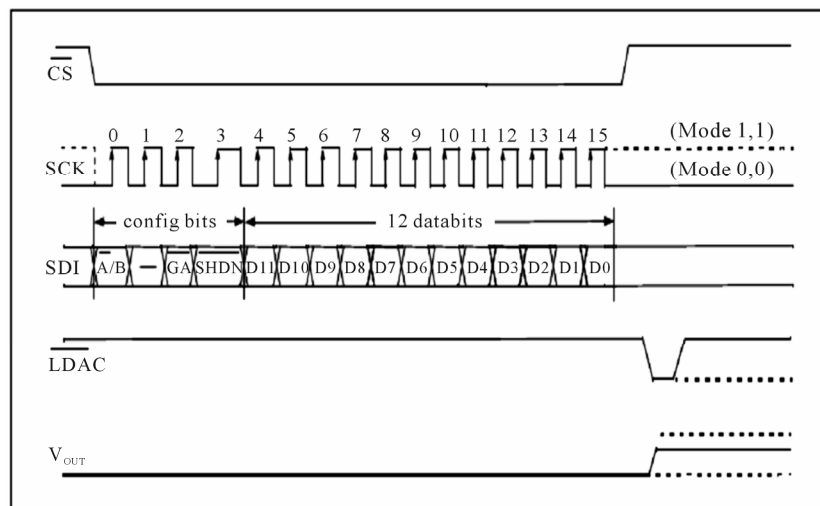 CS
0 1 2 3 4 5 6 7 8 9 10 11 12 13 14 15
(Mode 1,1)
SCK
(Mode 0,0)
config bits
12 databits
SDI
A/B — GA SHDN D11 D10 D9 D8 D7 D6 D5 D4 D3 D2 D1 D0
LDAC
VOUT